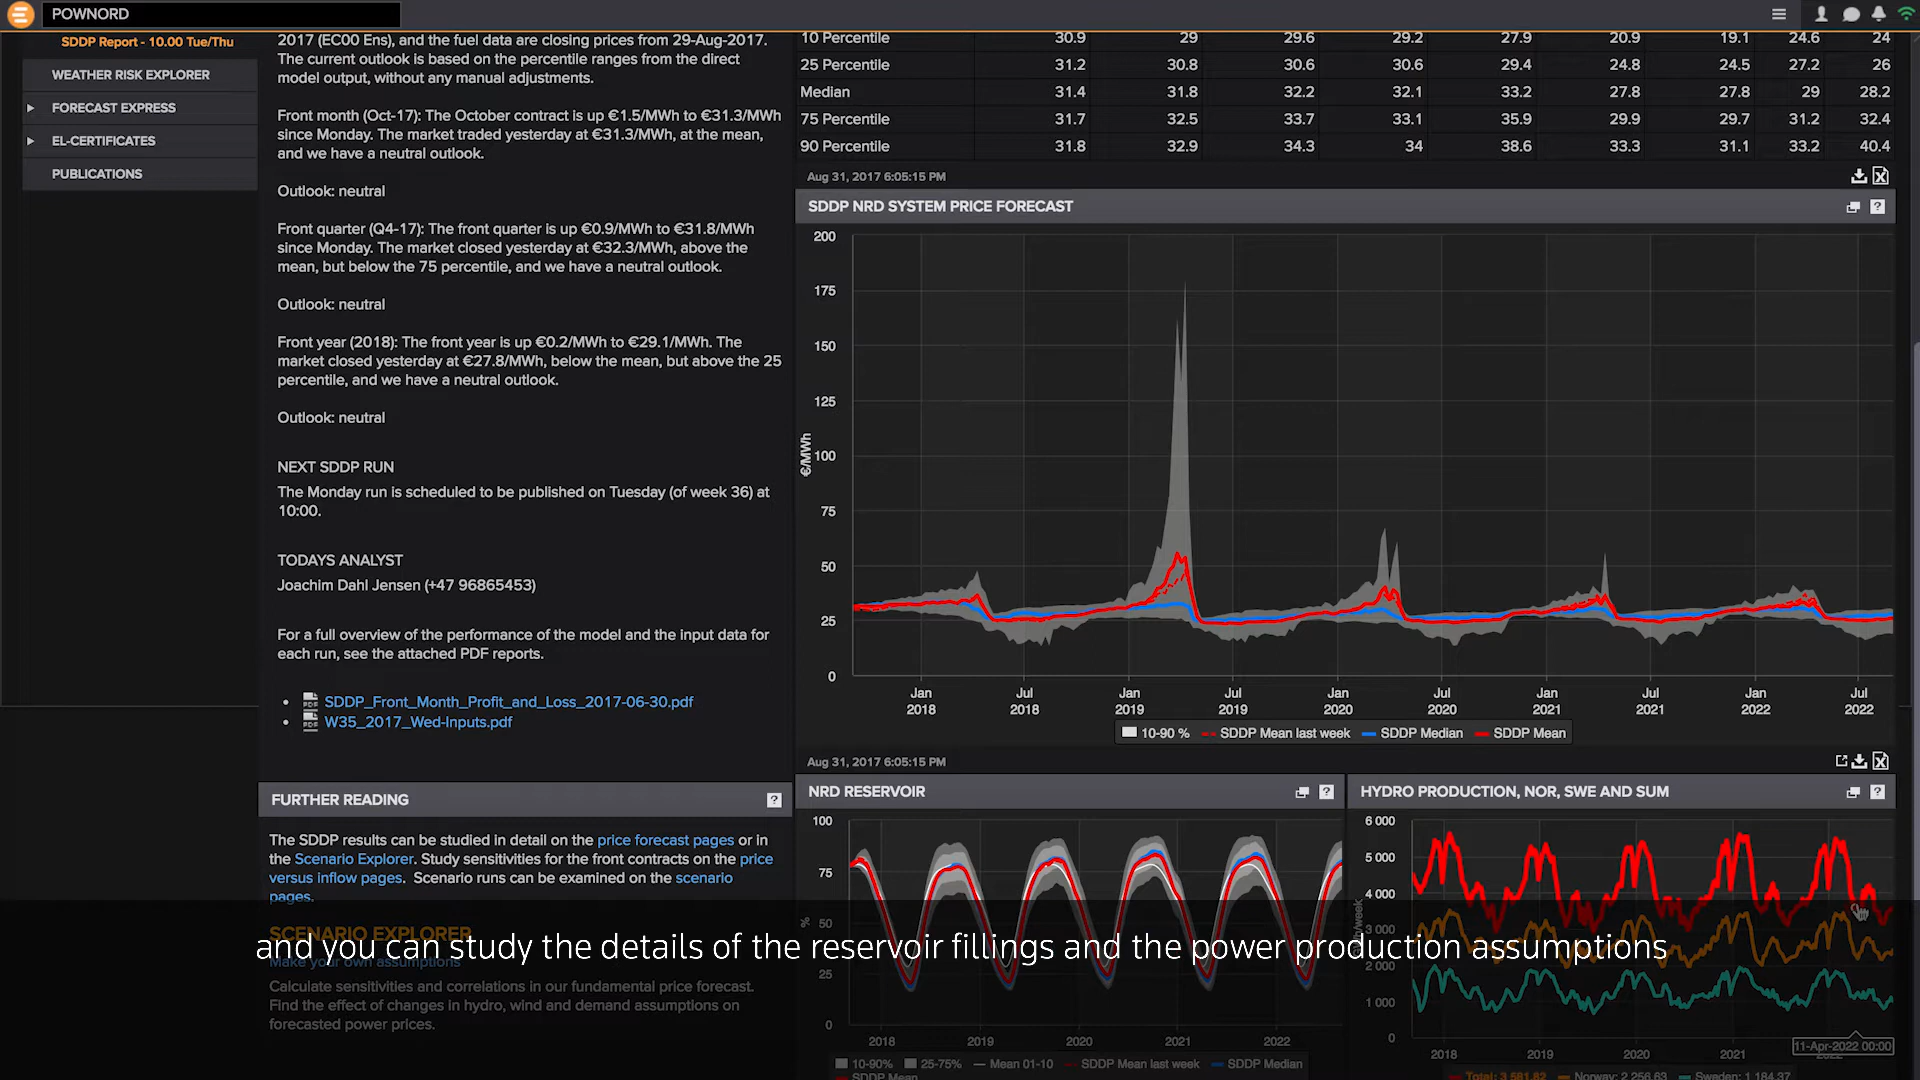 POWNORD
SDDP Report - 10.00 Tue/Thu
WEATHER RISK EXPLORER
FORECAST EXPRESS
EL-CERTIFICATES
PUBLICATIONS
2017 (EC00 Ens), and the fuel data are closing prices from 29-Aug-2017.
The current outlook is based on the percentile ranges from the direct
model output, without any manual adjustments.
Front month (Oct-17): The October contract is up €1.5/MWh to €31.3/MWh
since Monday. The market traded yesterday at €31.3/MWh, at the mean,
and we have a neutral outlook.
Outlook: neutral
Front quarter (Q4-17): The front quarter is up €0.9/MWh to €31.8/MWh
since Monday. The market closed yesterday at €32.3/MWh, above the
mean, but below the 75 percentile, and we have a neutral outlook.
Outlook: neutral
Front year (2018): The front year is up €0.2/MWh to €29.1/MWh. The
market closed yesterday at €27.8/MWh, below the mean, but above the 25
percentile, and we have a neutral outlook.
Outlook: neutral
NEXT SDDP RUN
The Monday run is scheduled to be published on Tuesday (of week 36) at
10:00.
TODAYS ANALYST
Joachim Dahl Jensen (+47 96865453)
For a full overview of the performance of the model and the input data for
each run, see the attached PDF reports.
SDDP_Front_Month_Profit_and_Loss_2017-06-30.pdf
W35_2017_Wed-Inputs.pdf
FURTHER READING
?
The SDDP results can be studied in detail on the price forecast pages or in
the Scenario Explorer. Study sensitivities for the front contracts on the price
versus inflow pages. Scenario runs can be examined on the scenario
pages.
SCENARIO EXPLORER
Make your own assumptions
Calculate sensitivities and correlations in our fundamental price forecast.
Find the effect of changes in hydro, wind and demand assumptions on
forecasted power prices.
10 Percentile 30.9 29 29.6 29.2 27.9 20.9 19.1 24.6 24
25 Percentile 31.2 30.8 30.6 30.6 29.4 24.8 24.5 27.2 26
Median 31.4 31.8 32.2 32.1 33.2 27.8 27.8 29 28.2
75 Percentile 31.7 32.5 33.7 33.1 35.9 29.9 29.7 31.2 32.4
90 Percentile 31.8 32.9 34.3 34 38.6 33.3 31.1 33.2 40.4
Aug 31, 2017 6:05:15 PM
SDDP NRD SYSTEM PRICE FORECAST
?
200
175
150
125
100
75
50
25
0
€/MWh
Jan Jul Jan Jul Jan Jul Jan Jul Jan Jul
2018 2018 2019 2019 2020 2020 2021 2021 2022 2022
10-90 % SDDP Mean last week SDDP Median SDDP Mean
Aug 31, 2017 6:05:15 PM
NRD RESERVOIR
?
100
75
50
25
0
%
2018 2019 2020 2021 2022
10-90% 25-75% Mean 01-10 SDDP Mean last week SDDP Median
SDDP Mean
HYDRO PRODUCTION, NOR, SWE AND SUM
?
6 000
5 000
4 000
3 000
2 000
1 000
0
2018 2019 2020 2021 2022
11-Apr-2022 00:00
Total: 3 581.82 Norway: 2 256.63 Sweden: 1 184.37
and you can study the details of the reservoir fillings and the power production assumptions